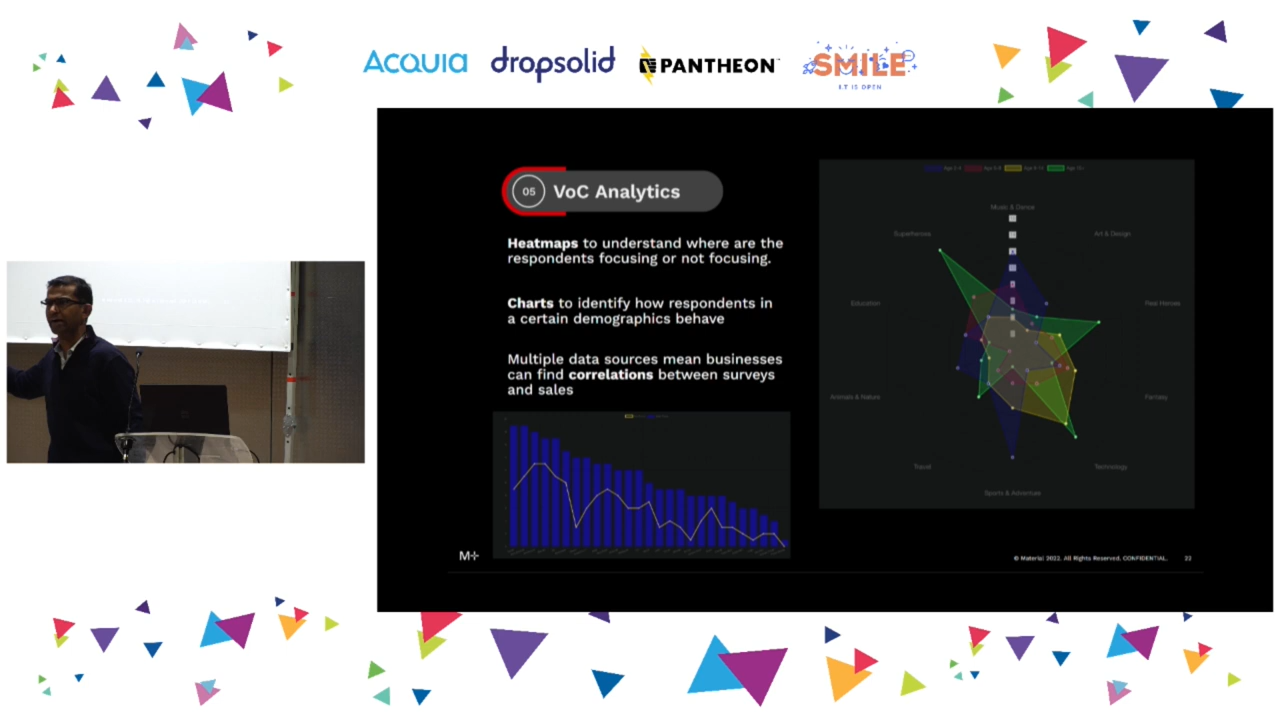 ACQUIA dropsolid PANTHEON SMILE
I.T IS OPEN
05 VoC Analytics
Heatmaps to understand where are the
respondents focusing or not focusing.
Charts to identify how respondents in
a certain demographics behave
Multiple data sources mean businesses
can find correlations between surveys
and sales
Music & Dance
Superheroes
Art & Design
Education
Real Heroes
Animals & Nature
Fantasy
Travel
Technology
Sports & Adventure
M+
© Material 2022. All Rights Reserved, CONFIDENTIAL. 22